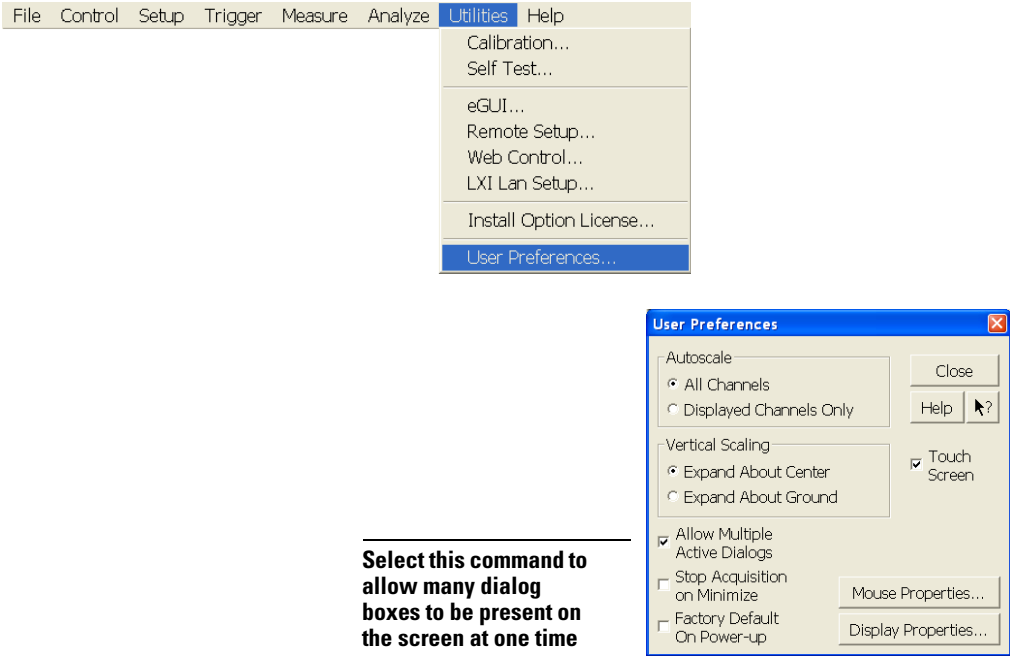 File Control Setup Trigger Measure Analyze Utilities Help
Calibration...
Self Test...
eGUI...
Remote Setup...
Web Control...
LXI Lan Setup...
Install Option License...
User Preferences...
User Preferences
Autoscale
All Channels
Displayed Channels Only
Close
Help ?
Vertical Scaling
Expand About Center
Expand About Ground
Touch
Screen
Allow Multiple
Active Dialogs
Stop Acquisition
on Minimize
Factory Default
On Power-up
Mouse Properties...
Display Properties...
Select this command to
allow many dialog
boxes to be present on
the screen at one time